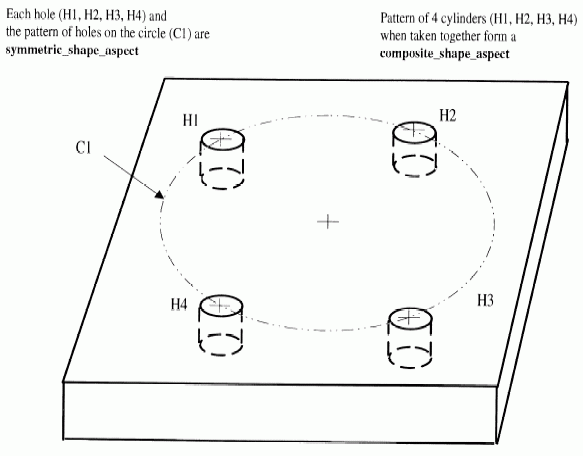 Each hole (H1, H2, H3, H4) and
the pattern of holes on the circle (C1) are
symmetric_shape_aspect
Pattern of 4 cylinders (H1, H2, H3, H4)
when taken together form a
composite_shape_aspect
H1
H2
C1
H4
H3